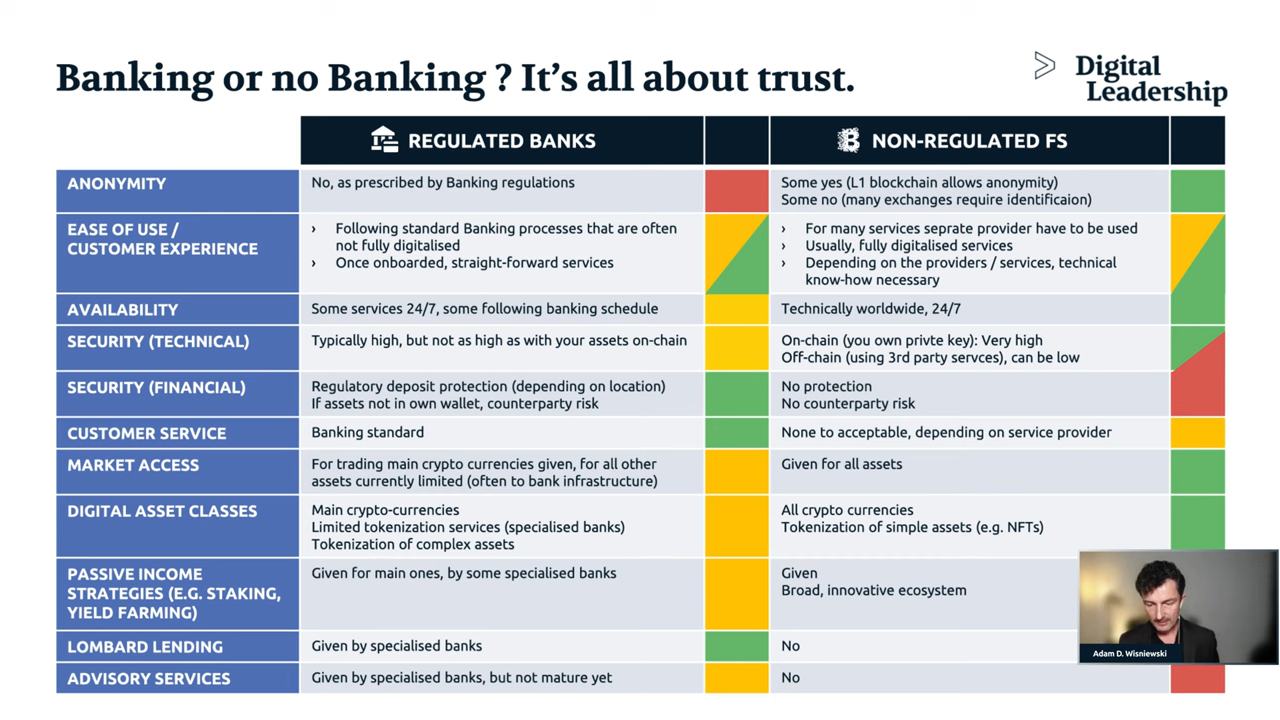 Banking or no Banking ? It's all about trust.
Digital
Leadership
REGULATED BANKS
NON-REGULATED FS
ANONYMITY
No, as prescribed by Banking regulations
Some yes (L1 blockchain allows anonymity)
Some no (many exchanges require identificaion)
EASE OF USE /
CUSTOMER EXPERIENCE
› Following standard Banking processes that are often
not fully digitalised
› Once onboarded, straight-forward services
› For many services seprate provider have to be used
› Usually, fully digitalised services
› Depending on the providers / services, technical
know-how necessary
AVAILABILITY
Some services 24/7, some following banking schedule
Technically worldwide, 24/7
SECURITY (TECHNICAL)
Typically high, but not as high as with your assets on-chain
On-chain (you own privte key): Very high
Off-chain (using 3rd party servces), can be low
SECURITY (FINANCIAL)
Regulatory deposit protection (depending on location)
If assets not in own wallet, counterparty risk
No protection
No counterparty risk
CUSTOMER SERVICE
Banking standard
None to acceptable, depending on service provider
MARKET ACCESS
For trading main crypto currencies given, for all other
assets currently limited (often to bank infrastructure)
Given for all assets
DIGITAL ASSET CLASSES
Main crypto-currencies
Limited tokenization services (specialised banks)
Tokenization of complex assets
All crypto currencies
Tokenization of simple assets (e.g. NFTs)
PASSIVE INCOME
STRATEGIES (E.G. STAKING,
YIELD FARMING)
Given for main ones, by some specialised banks
Given
Broad, innovative ecosystem
LOMBARD LENDING
Given by specialised banks
No
ADVISORY SERVICES
Given by specialised banks, but not mature yet
No
Adam D. Wisniewski